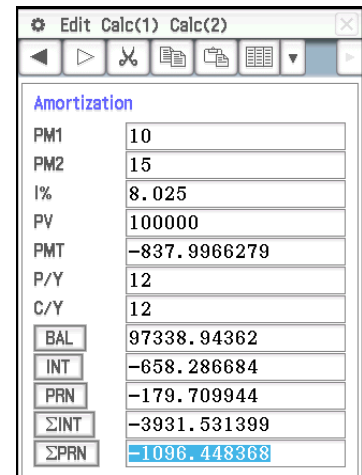 Edit Calc(1) Calc(2)
Amortization
PM1 10
PM2 15
I% 8.025
PV 100000
PMT -837.9966279
P/Y 12
C/Y 12
BAL 97338.94362
INT -658.286684
PRN -179.709944
ΣINT -3931.531399
ΣPRN -1096.448368